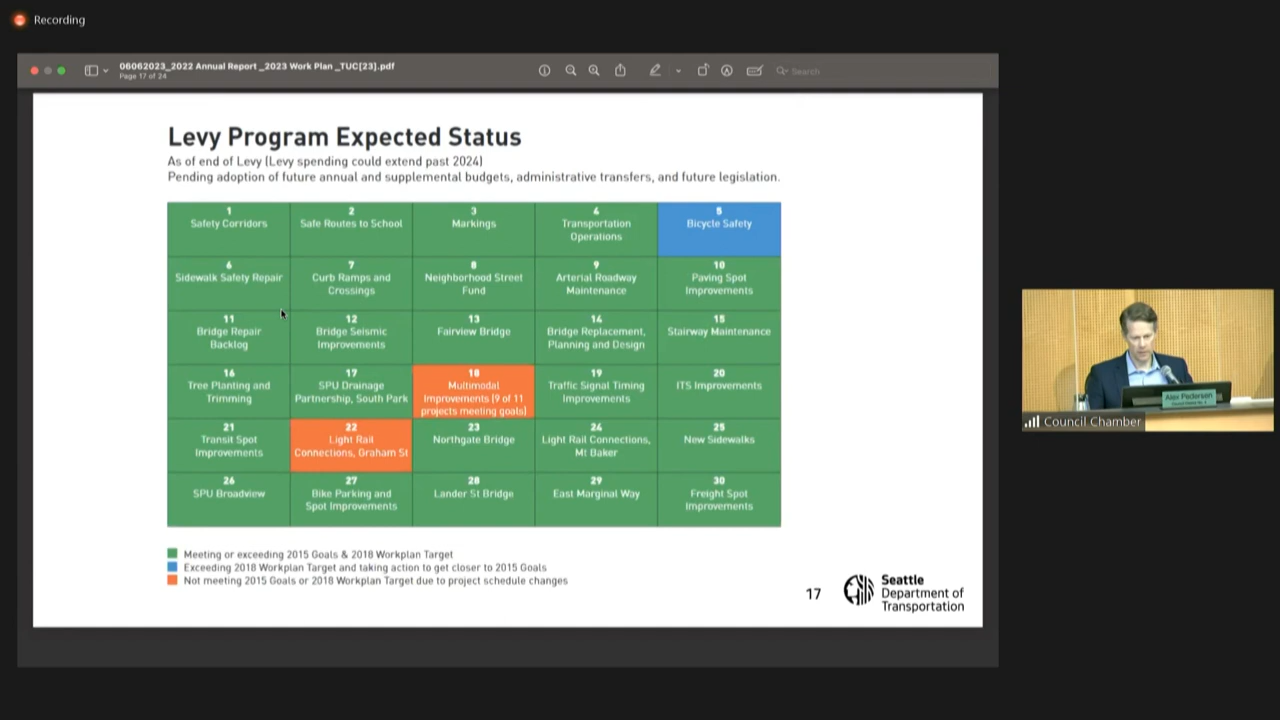 Recording
06062023_2022 Annual Report _2023 Work Plan _TUC[23].pdf
Page 17 of 24
Search
Levy Program Expected Status
As of end of Levy (Levy spending could extend past 2024)
Pending adoption of future annual and supplemental budgets, administrative transfers, and future legislation.
1
Safety Corridors
2
Safe Routes to School
3
Markings
4
Transportation
Operations
5
Bicycle Safety
6
Sidewalk Safety Repair
7
Curb Ramps and
Crossings
8
Neighborhood Street
Fund
9
Arterial Roadway
Maintenance
10
Paving Spot
Improvements
11
Bridge Repair
Backlog
12
Bridge Seismic
Improvements
13
Fairview Bridge
14
Bridge Replacement,
Planning and Design
15
Stairway Maintenance
16
Tree Planting and
Trimming
17
SPU Drainage
Partnership, South Park
18
Multimodal
Improvements (9 of 11
projects meeting goals)
19
Traffic Signal Timing
Improvements
20
ITS Improvements
21
Transit Spot
Improvements
22
Light Rail
Connections, Graham St
23
Northgate Bridge
24
Light Rail Connections,
Mt Baker
25
New Sidewalks
26
SPU Broadview
27
Bike Parking and
Spot Improvements
28
Lander St Bridge
29
East Marginal Way
30
Freight Spot
Improvements
Meeting or exceeding 2015 Goals & 2018 Workplan Target
Exceeding 2018 Workplan Target and taking action to get closer to 2015 Goals
Not meeting 2015 Goals or 2018 Workplan Target due to project schedule changes
17
Seattle
Department of
Transportation
Alex Pedersen
Council Chamber